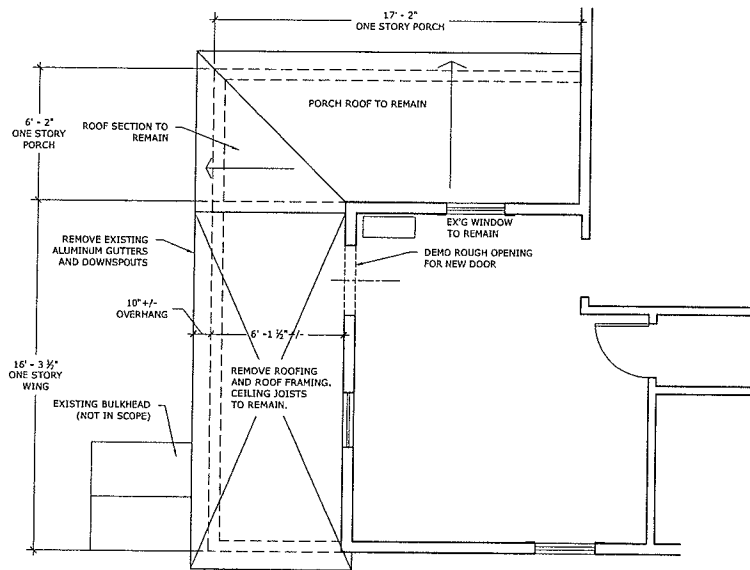 17' - 2"
ONE STORY PORCH
6' - 2"
ONE STORY
PORCH
ROOF SECTION TO
REMAIN
PORCH ROOF TO REMAIN
EX'G WINDOW
TO REMAIN
REMOVE EXISTING
ALUMINUM GUTTERS
AND DOWNSPOUTS
DEMO ROUGH OPENING
FOR NEW DOOR
10"+/-
OVERHANG
6' -1 ½"+/-
16' - 3 ½"
ONE STORY
WING
REMOVE ROOFING
AND ROOF FRAMING.
CEILING JOISTS
TO REMAIN.
EXISTING BULKHEAD
(NOT IN SCOPE)